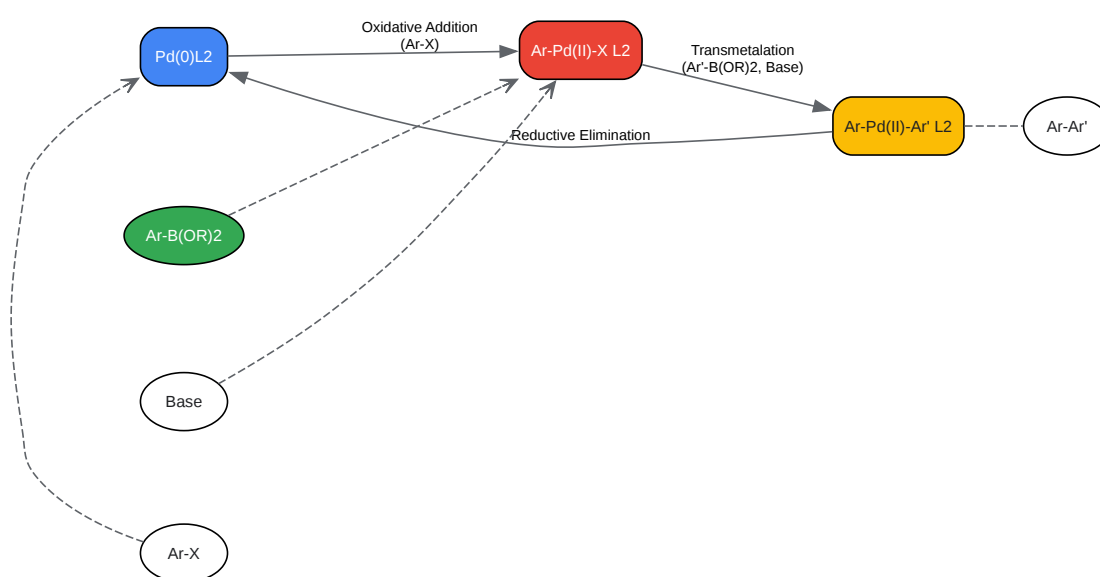 Oxidative Addition
(Ar-X)
Pd(0)L2
Ar-Pd(II)-X L2
Transmetalation
(Ar'-B(OR)2, Base)
Ar-Pd(II)-Ar' L2
Ar-Ar'
Reductive Elimination
Ar-B(OR)2
Base
Ar-X